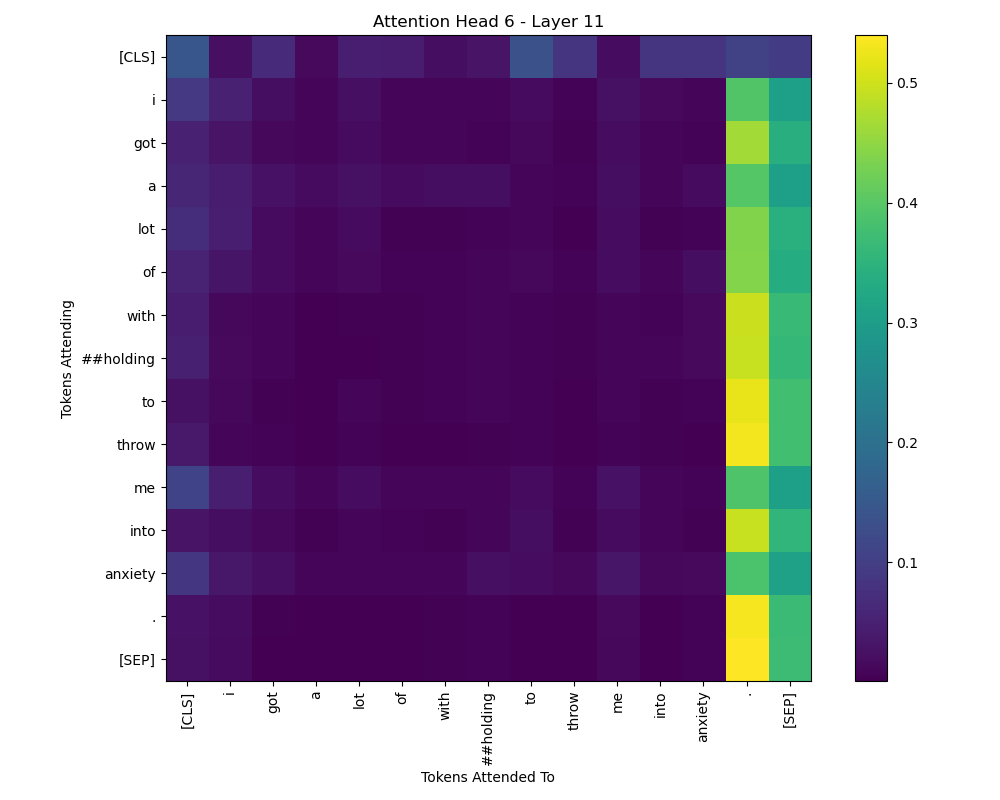 Attention Head 6 - Layer 11
[CLS]
i
got
a
lot
of
with
##holding
to
throw
me
into
anxiety
.
[SEP]
Tokens Attending
[CLS]
i
got
a
lot
of
with
##holding
to
throw
me
into
anxiety
.
[SEP]
Tokens Attended To
0.5
0.4
0.3
0.2
0.1